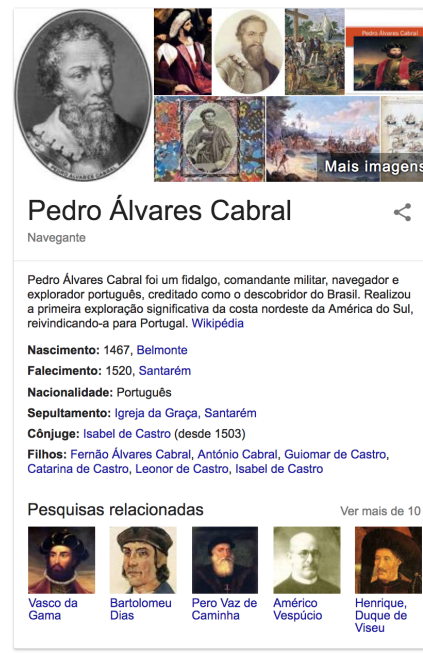 PEDRO ALVARES CABRAL
Pedro Álvares Cabral
Mais imagens
Pedro Álvares Cabral
Navegante
Pedro Álvares Cabral foi um fidalgo, comandante militar, navegador e
explorador português, creditado como o descobridor do Brasil. Realizou
a primeira exploração significativa da costa nordeste da América do Sul,
reivindicando-a para Portugal. Wikipédia
Nascimento: 1467, Belmonte
Falecimento: 1520, Santarém
Nacionalidade: Português
Sepultamento: Igreja da Graça, Santarém
Cônjuge: Isabel de Castro (desde 1503)
Filhos: Fernão Álvares Cabral, António Cabral, Guiomar de Castro,
Catarina de Castro, Leonor de Castro, Isabel de Castro
Pesquisas relacionadas
Ver mais de 10
Vasco da
Gama
Bartolomeu
Dias
Pero Vaz de
Caminha
Américo
Vespúcio
Henrique,
Duque de
Viseu